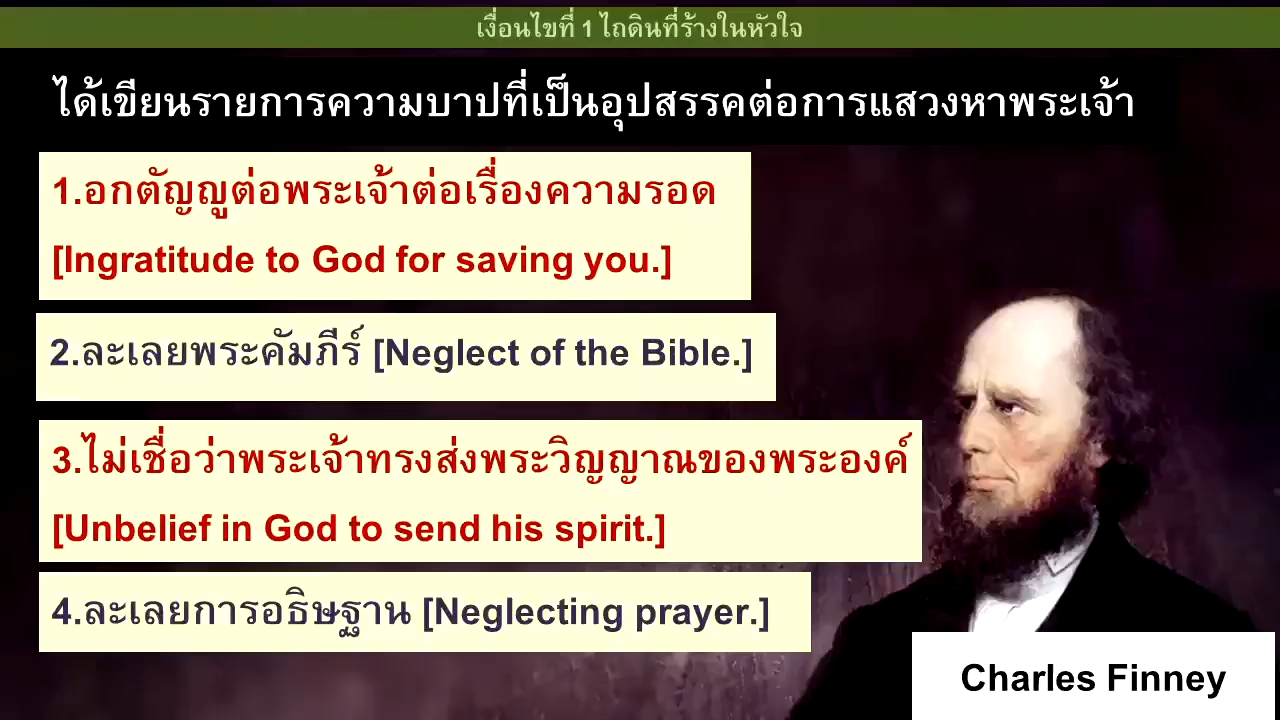 เงื่อนไขที่ 1 ไถดินที่ร้างในหัวใจ
ได้เขียนรายการความบาปที่เป็นอุปสรรคต่อการแสวงหาพระเจ้า
1.อกตัญญูต่อพระเจ้าต่อเรื่องความรอด
[Ingratitude to God for saving you.]
2.ละเลยพระคัมภีร์ [Neglect of the Bible.]
3.ไม่เชื่อว่าพระเจ้าทรงส่งพระวิญญาณของพระองค์
[Unbelief in God to send his spirit.]
4.ละเลยการอธิษฐาน [Neglecting prayer.]
Charles Finney